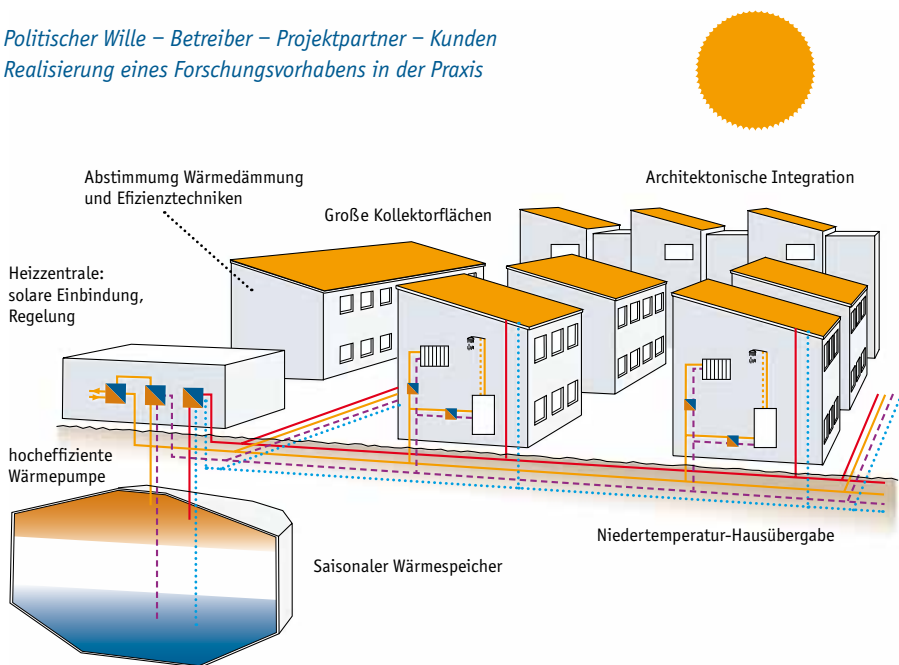 Politischer Wille – Betreiber – Projektpartner – Kunden
Realisierung eines Forschungsvorhabens in der Praxis
Abstimmung Wärmedämmung
und Efizienztechniken
Große Kollektorflächen
Architektonische Integration
Heizzentrale:
solare Einbindung,
Regelung
hocheffiziente
Wärmepumpe
Saisonaler Wärmespeicher
Niedertemperatur-Hausübergabe